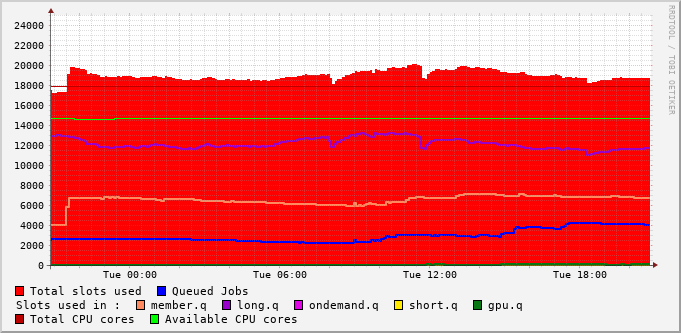 24000
22000
20000
18000
16000
14000
12000
10000
8000
6000
4000
2000
0
Tue 00:00 Tue 06:00 Tue 12:00 Tue 18:00
RRDTOOL / TOBI OETIKER
Total slots used Queued Jobs
Slots used in : member.q long.q ondemand.q short.q gpu.q
Total CPU cores Available CPU cores